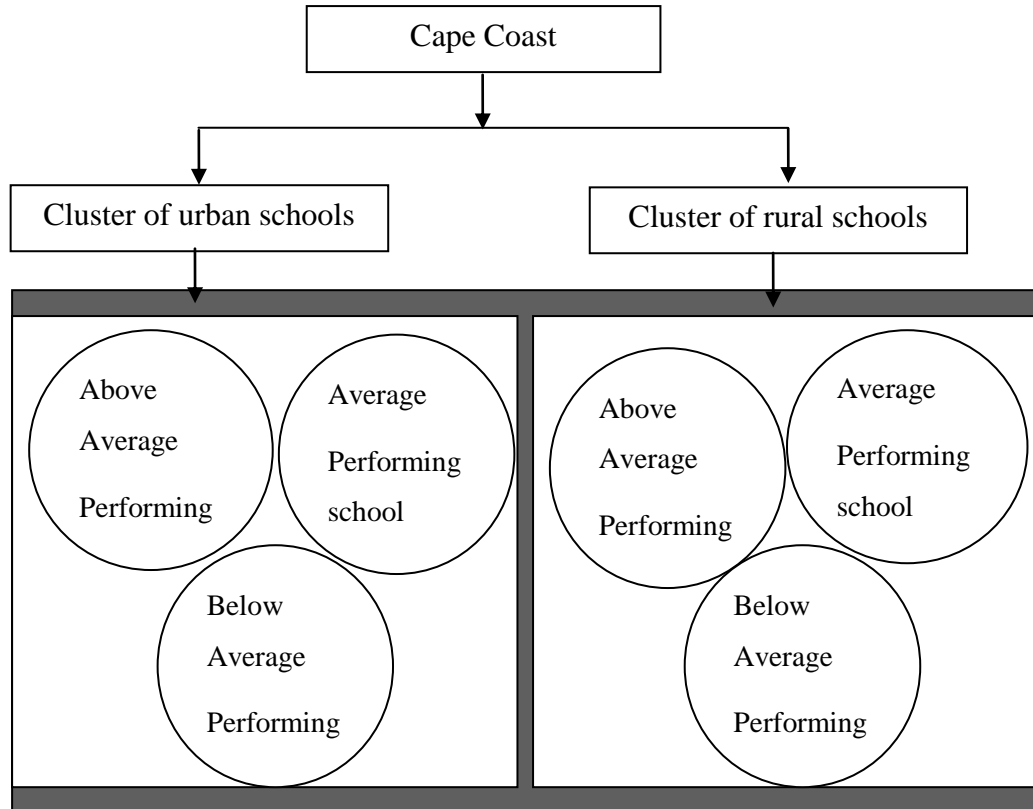 Cape Coast
Cluster of urban schools
Cluster of rural schools
Above
Average
Performing
Average
Performing
school
Below
Average
Performing
Above
Average
Performing
Average
Performing
school
Below
Average
Performing